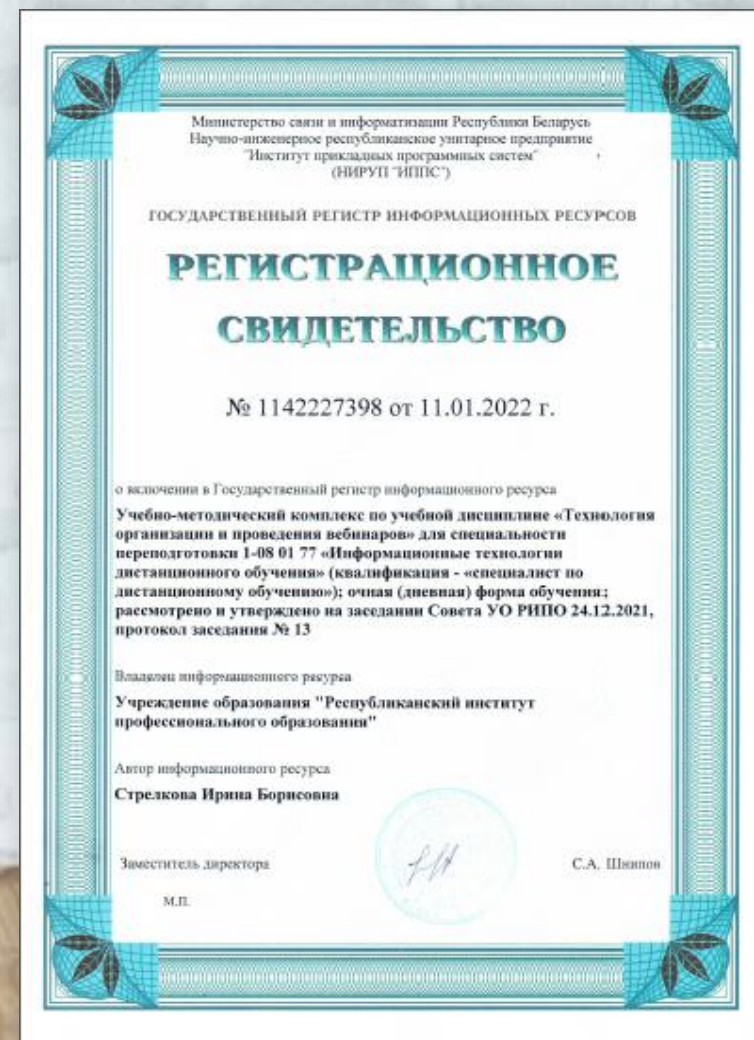 Министерство связи и информатизации Республики Беларусь
Научно-инженерное республиканское унитарное предприятие
"Институт прикладных программных систем"
(НИРУП "ИППС")
ГОСУДАРСТВЕННЫЙ РЕГИСТР ИНФОРМАЦИОННЫХ РЕСУРСОВ
РЕГИСТРАЦИОННОЕ
СВИДЕТЕЛЬСТВО
№ 1142227398 от 11.01.2022 г.
о включении в Государственный регистр информационного ресурса
Учебно-методический комплекс по учебной дисциплине «Технология
организации и проведения вебинаров» для специальности
переподготовки 1-08 01 77 «Информационные технологии
дистанционного обучения» (квалификация - «специалист по
дистанционному обучению»); очная (дневная) форма обучения;
рассмотрено и утверждено на заседании Совета УО РИПО 24.12.2021,
протокол заседания № 13
Владелец информационного ресурса
Учреждение образования "Республиканский институт
профессионального образования"
Автор информационного ресурса
Стрелкова Ирина Борисовна
Заместитель директора
С.А. Шнипов
М.П.